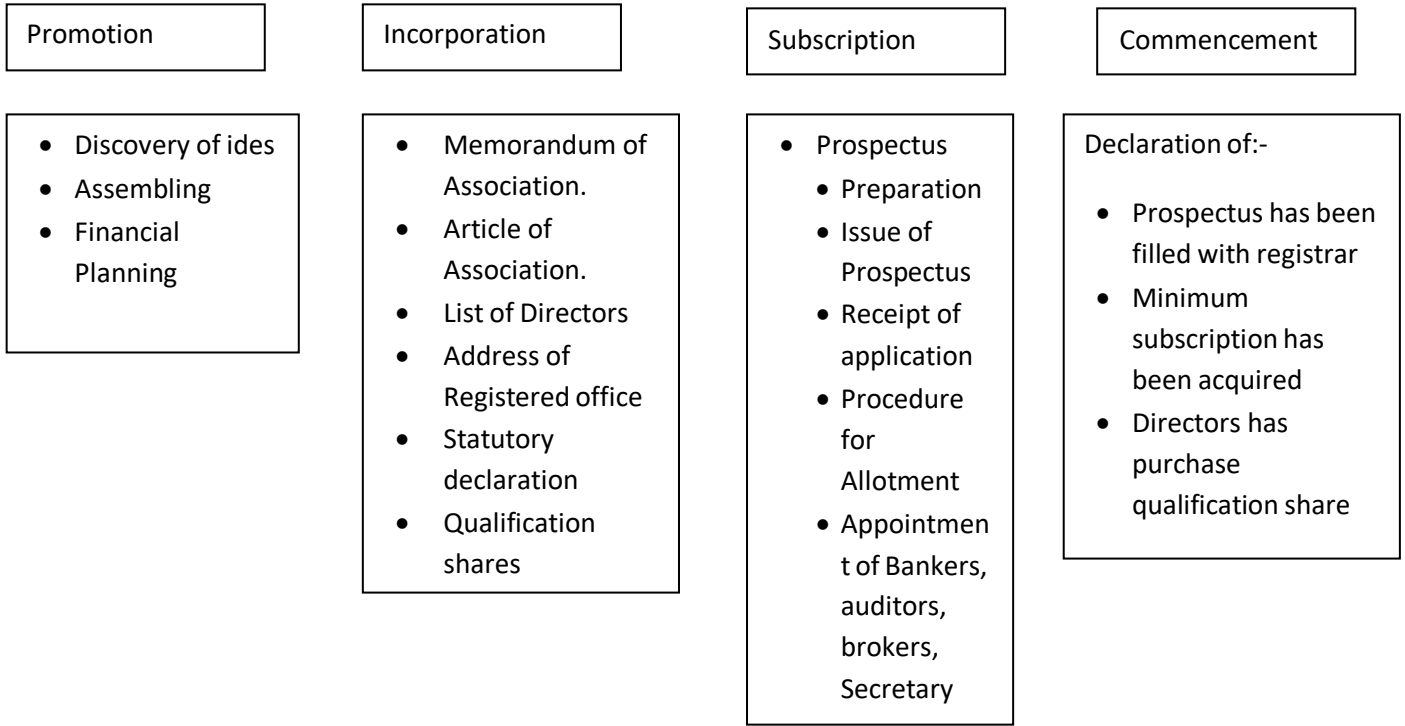 Promotion
Incorporation
Subscription
Commencement
• Discovery of ides
• Assembling
• Financial
Planning
• Memorandum of
Association.
• Article of
Association.
• List of Directors
• Address of
Registered office
• Statutory
declaration
• Qualification
shares
• Prospectus
• Preparation
• Issue of
Prospectus
• Receipt of
application
• Procedure
for
Allotment
• Appointmen
t of Bankers,
auditors,
brokers,
Secretary
Declaration of:-
• Prospectus has been
filled with registrar
• Minimum
subscription has
been acquired
• Directors has
purchase
qualification share